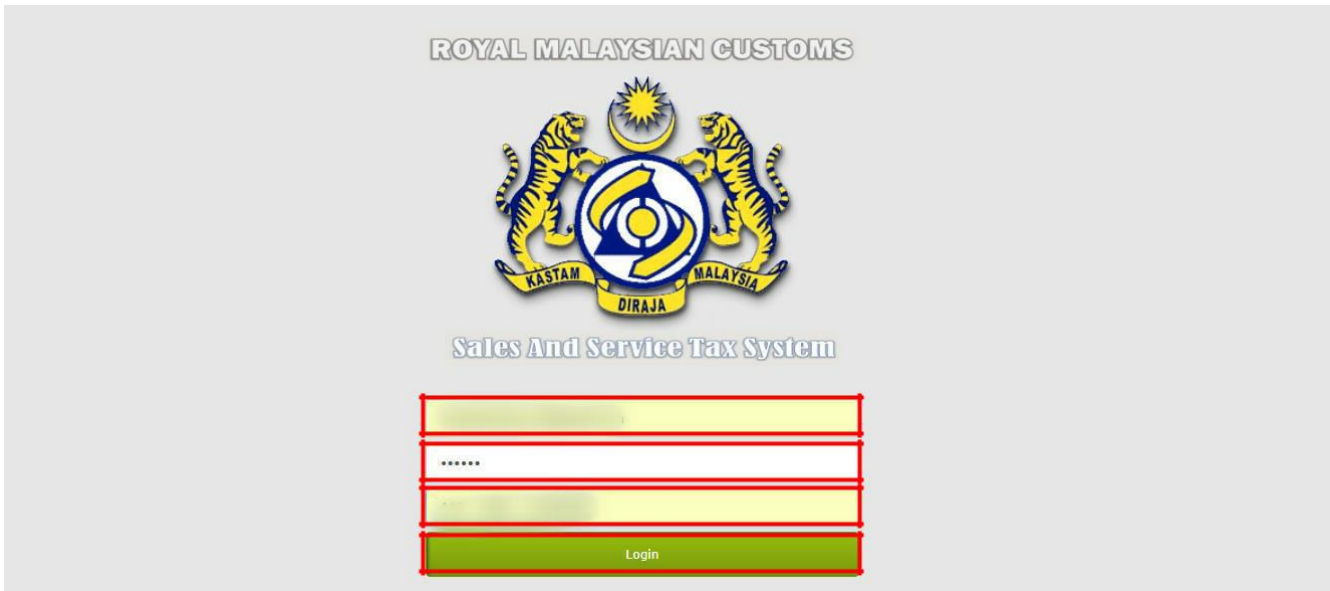 ROYAL MALAYSIAN CUSTOMS
KASTAM DIRAJA MALAYSIA
Sales And Service Tax System
••••••
Login